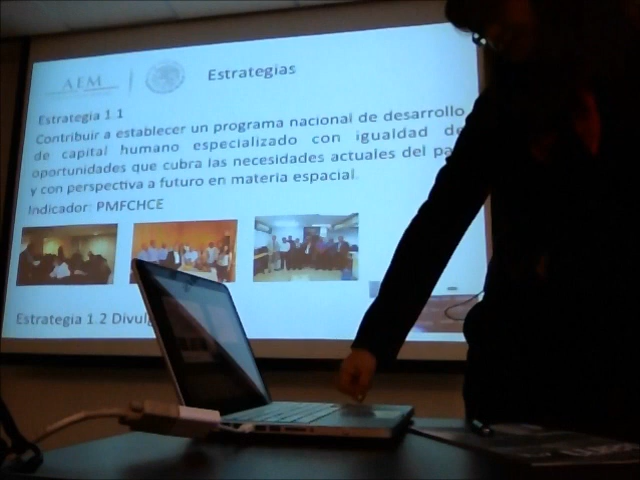 AEM
Estrategias
Estrategia 1.1
Contribuir a establecer un programa nacional de desarrollo
de capital humano especializado con igualdad de
oportunidades que cubra las necesidades actuales del pa
y con perspectiva a futuro en materia espacial.
Indicador: PMFCHCE
Estrategia 1.2 Divulg